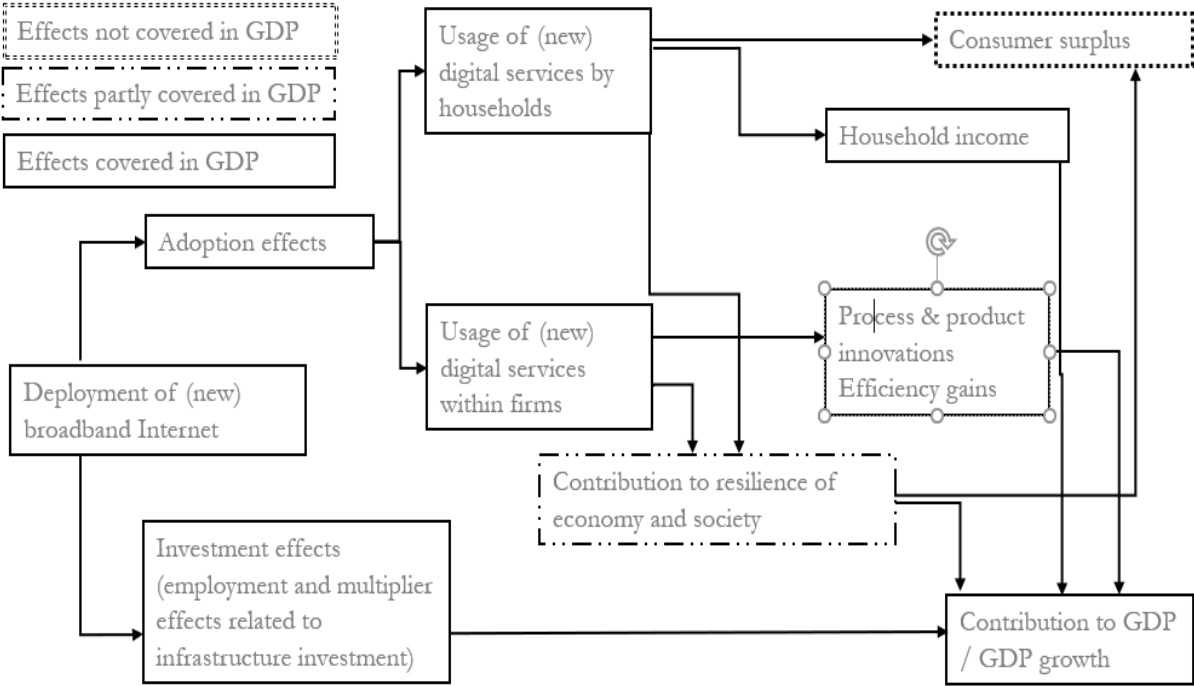 Effects not covered in GDP
Effects partly covered in GDP
Effects covered in GDP
Usage of (new)
digital services by
households
Consumer surplus
Household income
Adoption effects
Usage of (new)
digital services
within firms
Process & product
innovations
Efficiency gains
Deployment of (new)
broadband Internet
Contribution to resilience of
economy and society
Investment effects
(employment and multiplier
effects related to
infrastructure investment)
Contribution to GDP
/ GDP growth